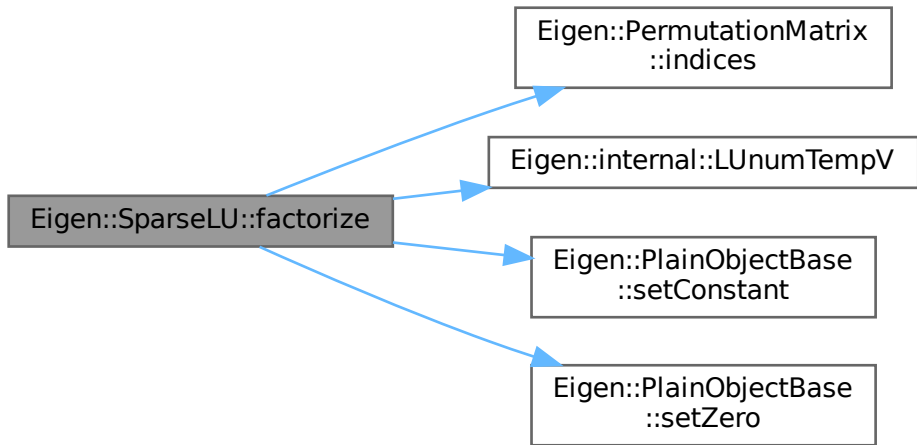 Eigen::PermutationMatrix
::indices
Eigen::internal::LUnumTempV
Eigen::SparseLU::factorize
Eigen::PlainObjectBase
::setConstant
Eigen::PlainObjectBase
::setZero